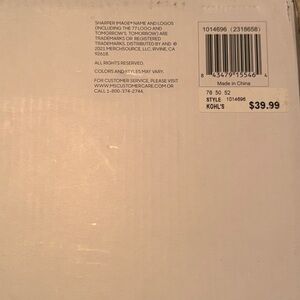 SHARPER IMAGE® NAME AND LOGOS
(INCLUDING THE 77 LOGO AND
TOMORROW'S, TOMORROW) ARE
TRADEMARKS OR REGISTERED
TRADEMARKS, DISTRIBUTED BY AND ©
2021 MERCHSOURCE, LLC, IRVINE, CA
92618.
ALL RIGHTS RESERVED.
COLORS AND STYLES MAY VARY.
FOR CUSTOMER SERVICE, PLEASE VISIT
WWW.MSCUSTOMERCARE.COM OR
CALL 1-800-374-2744.
1014696 (2318658)
8 43479 15546 4
Made in China
76 50 52
STYLE 1014696
KOHL'S $39.99